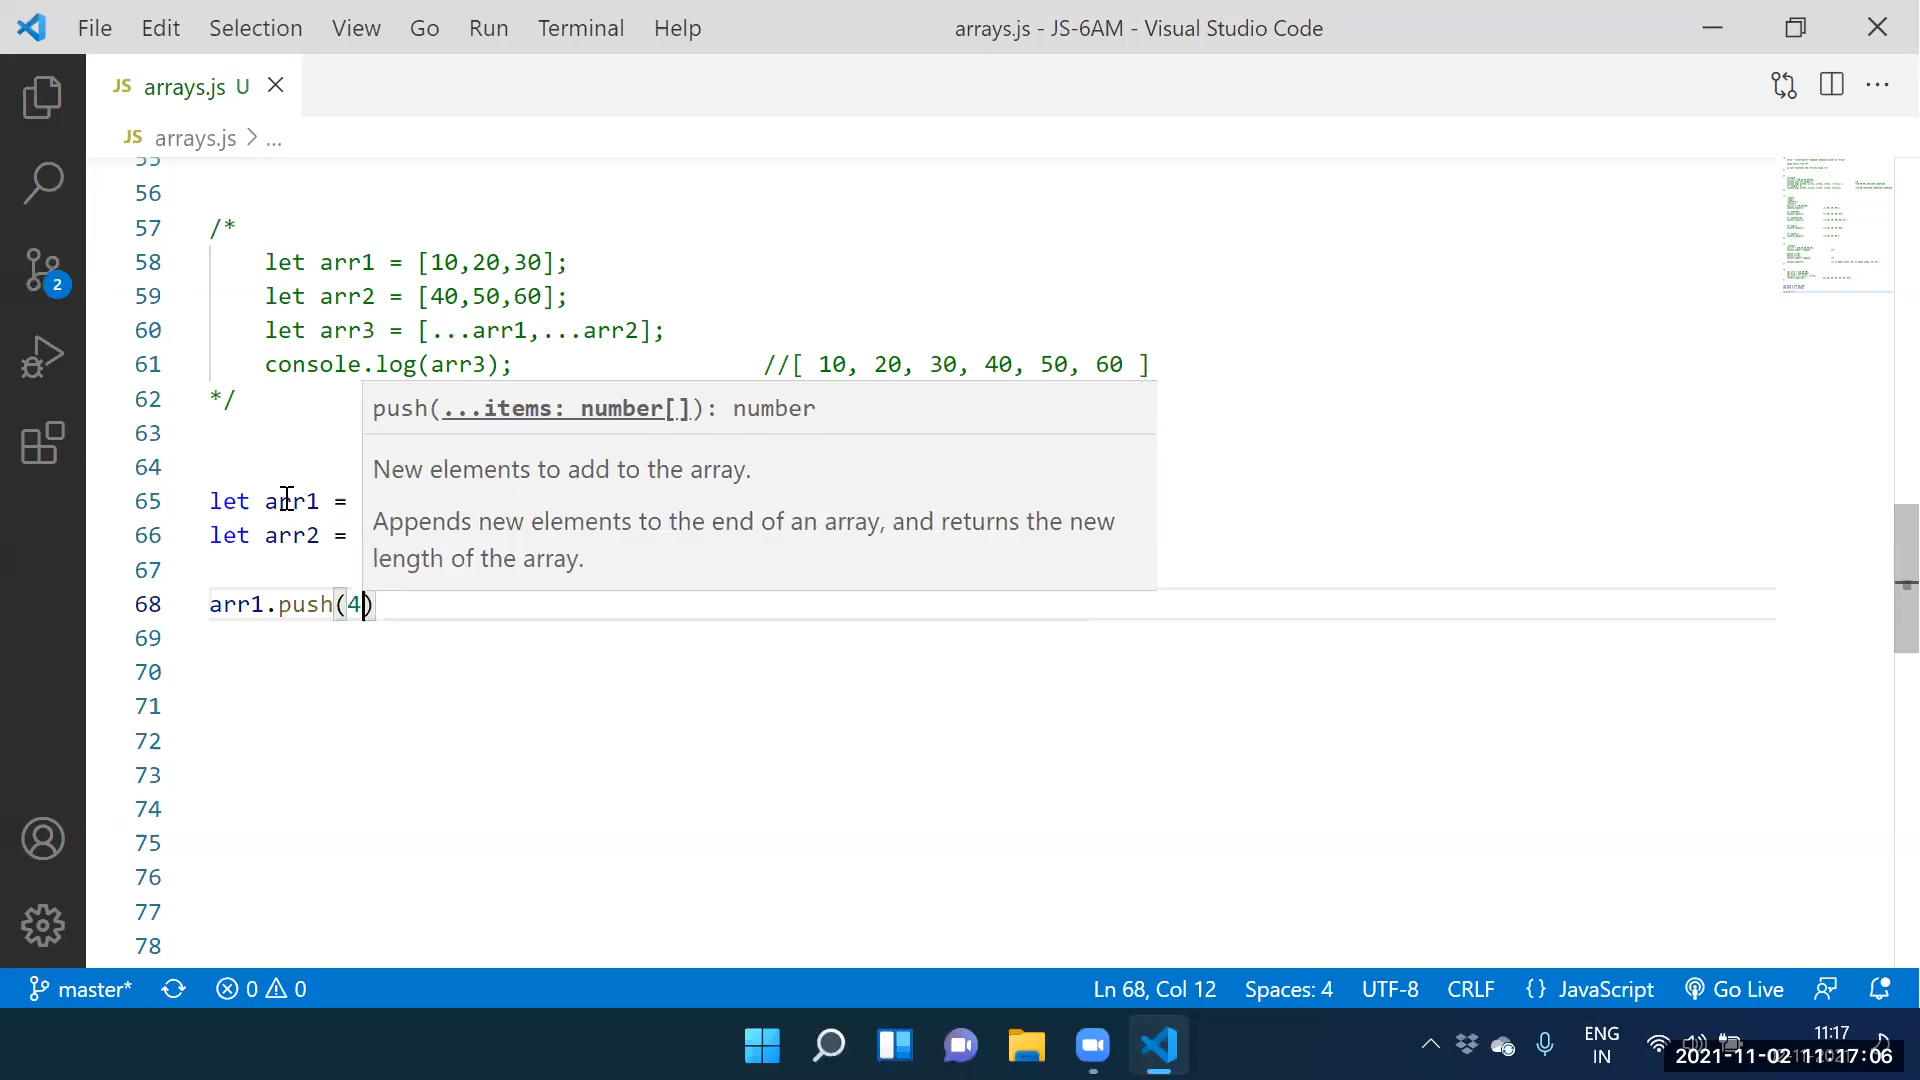 File Edit Selection View Go Run Terminal Help arrays.js - JS-6AM - Visual Studio Code
JS arrays.js U
JS arrays.js > ...
55
56
57 /*
58 let arr1 = [10,20,30];
59 let arr2 = [40,50,60];
60 let arr3 = [...arr1,...arr2];
61 console.log(arr3); //[ 10, 20, 30, 40, 50, 60 ]
62 */
push(...items: number[]): number
63
64
New elements to add to the array.
65 let arr1 =
66 let arr2 =
Appends new elements to the end of an array, and returns the new
length of the array.
67
68 arr1.push(4)
69
70
71
72
73
74
75
76
77
78
2
master* 0 0 Ln 68, Col 12 Spaces: 4 UTF-8 CRLF {} JavaScript Go Live
ENG
IN
11:17
2021-11-02 11:17:06